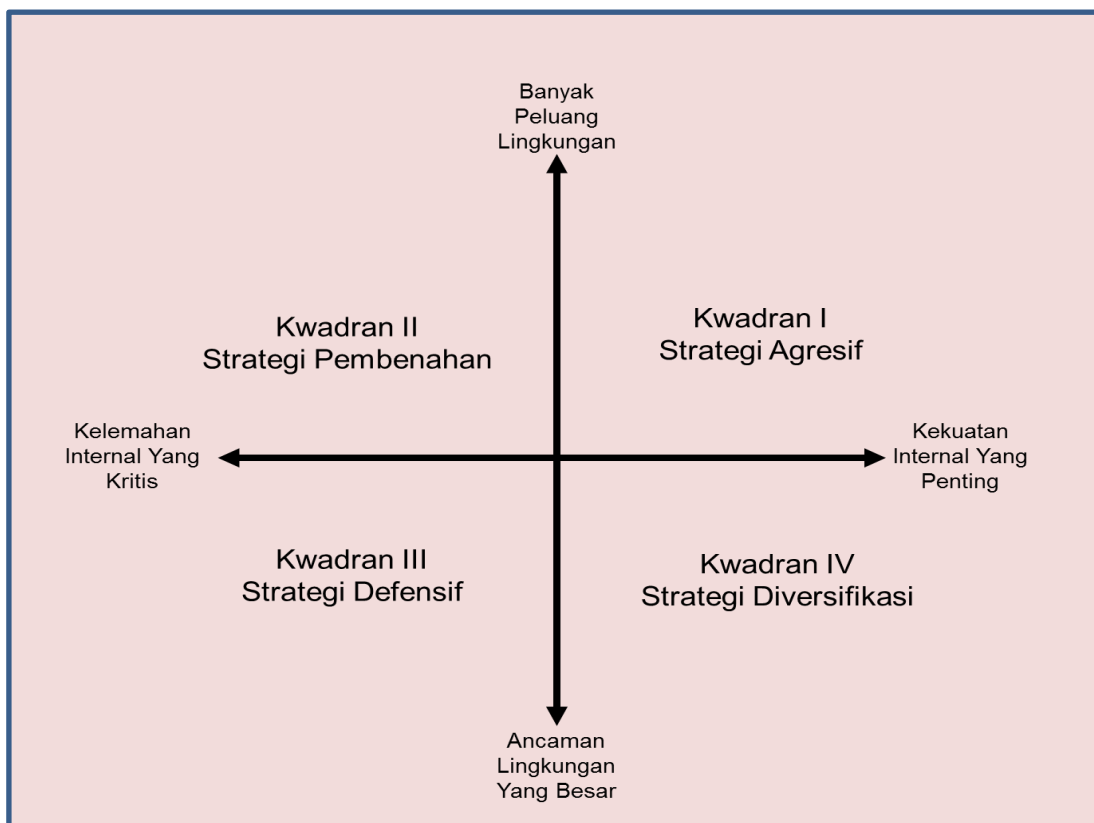 Banyak
Peluang
Lingkungan
Kwadran II
Strategi Pembenahan
Kwadran I
Strategi Agresif
Kelemahan
Internal Yang
Kritis
Kekuatan
Internal Yang
Penting
Kwadran III
Strategi Defensif
Kwadran IV
Strategi Diversifikasi
Ancaman
Lingkungan
Yang Besar